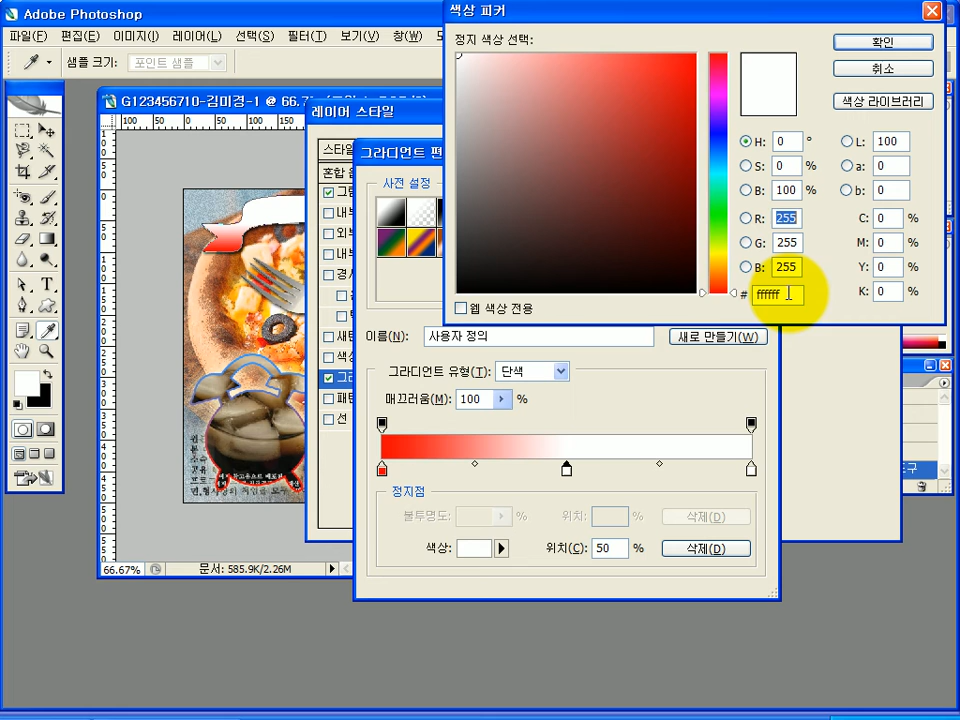 Adobe Photoshop
파일(F) 편집(E) 이미지(I) 레이어(L) 선택(S) 필터(T) 보기(V) 창(W)
샘플 크기: 포인트 샘플
G123456710-김미경-1 @ 66.7
100 50 0 50 100 150
레이어 스타일
그라디언트 편
사전 설정
색상 피커
정지 색상 선택:
확인
취소
색상 라이브러리
H: 0 °
S: 0 %
B: 100 %
R: 255
G: 255
B: 255
# ffffff
L: 100
a: 0
b: 0
C: 0 %
M: 0 %
Y: 0 %
K: 0 %
웹 색상 전용
이름(N): 사용자 정의
새로 만들기(W)
그라디언트 유형(T): 단색
매끄러움(M): 100 %
정지점
불투명도: % 위치: % 삭제(D)
색상: 위치(C): 50 % 삭제(D)
66.67% 문서: 585.9K/2.26M